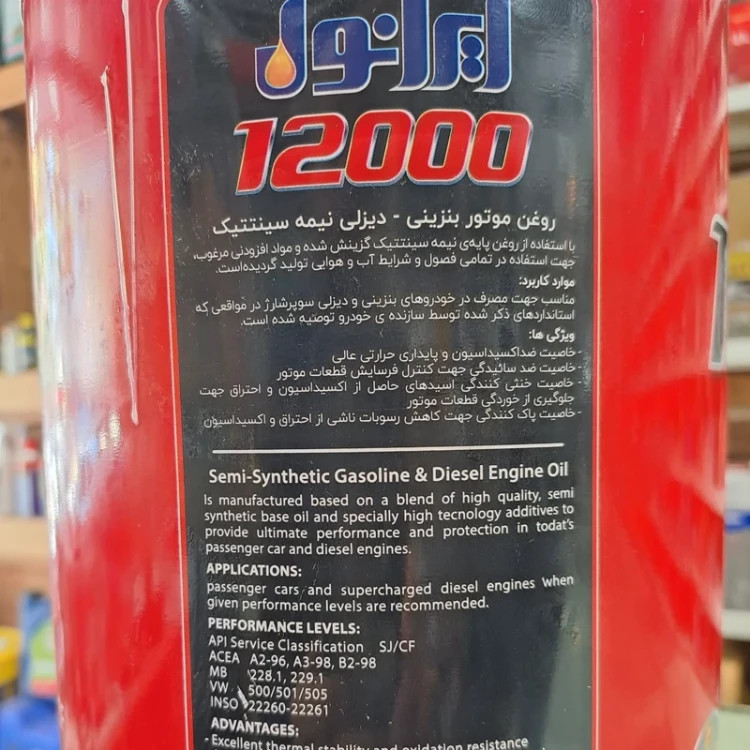 ایرانول
12000
روغن موتور بنزینی - دیزلی نیمه سینتتیک
با استفاده از روغن پایه‌ی نیمه سینتتیک گزینش شده و مواد افزودنی مرغوب،
جهت استفاده در تمامی فصول و شرایط آب و هوایی تولید گردیده‌است.
موارد کاربرد:
مناسب جهت مصرف در خودروهای بنزینی و دیزلی سوپرشارژ در مواقعی که
استانداردهای ذکر شده توسط سازنده ی خودرو توصیه شده است.
ویژگی ها:
-خاصیت ضداکسیداسیون و پایداری حرارتی عالی
-خاصیت ضد سائیدگی جهت کنترل فرسایش قطعات موتور
-خاصیت خنثی کنندگی اسیدهای حاصل از اکسیداسیون و احتراق جهت
جلوگیری از خوردگی قطعات موتور
-خاصیت پاک کنندگی جهت کاهش رسوبات ناشی از احتراق و اکسیداسیون
Semi-Synthetic Gasoline & Diesel Engine Oil
Is manufactured based on a blend of high quality, semi
synthetic base oil and specially high tecnology additives to
provide ultimate performance and protection in todat's
passenger car and diesel engines.
APPLICATIONS:
passenger cars and supercharged diesel engines when
given performance levels are recommended.
PERFORMANCE LEVELS:
API Service Classification SJ/CF
ACEA A2-96, A3-98, B2-98
MB 228.1, 229.1
VW 500/501/505
INSO 22260-22261
ADVANTAGES:
- Excellent thermal stability and oxidation resistance